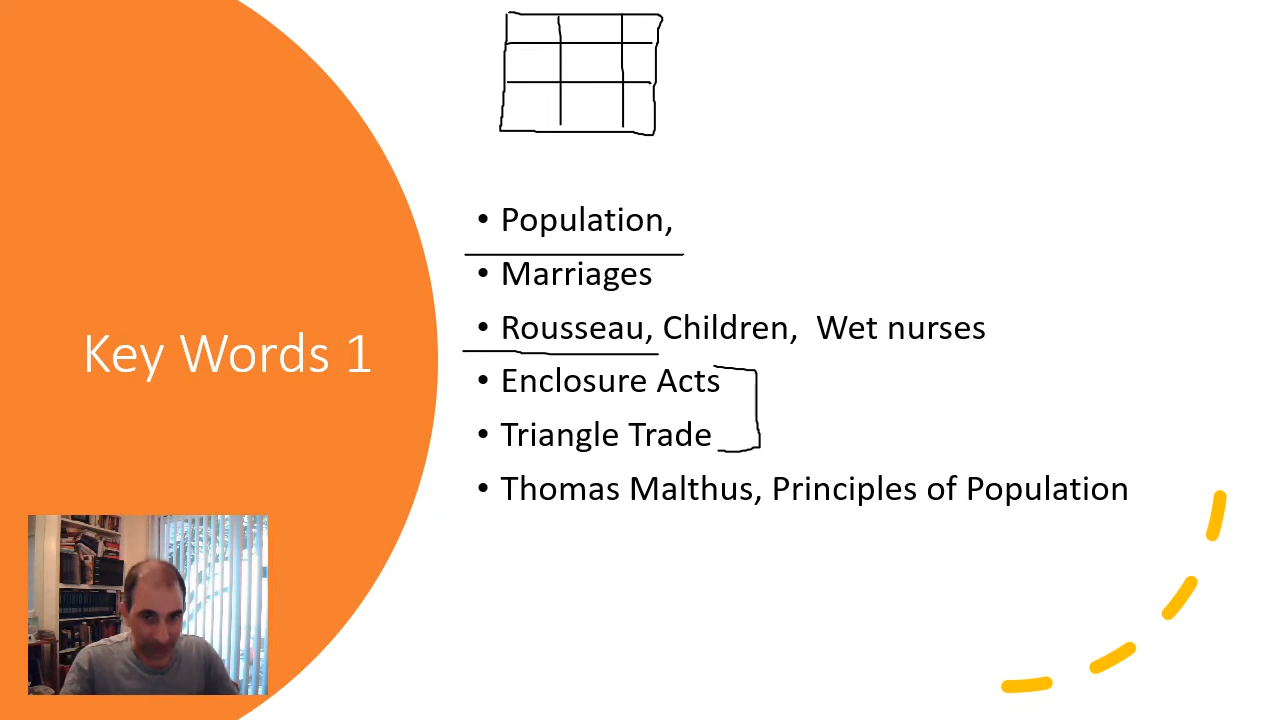 Key Words 1
• Population,
• Marriages
• Rousseau, Children, Wet nurses
• Enclosure Acts
• Triangle Trade
• Thomas Malthus, Principles of Population